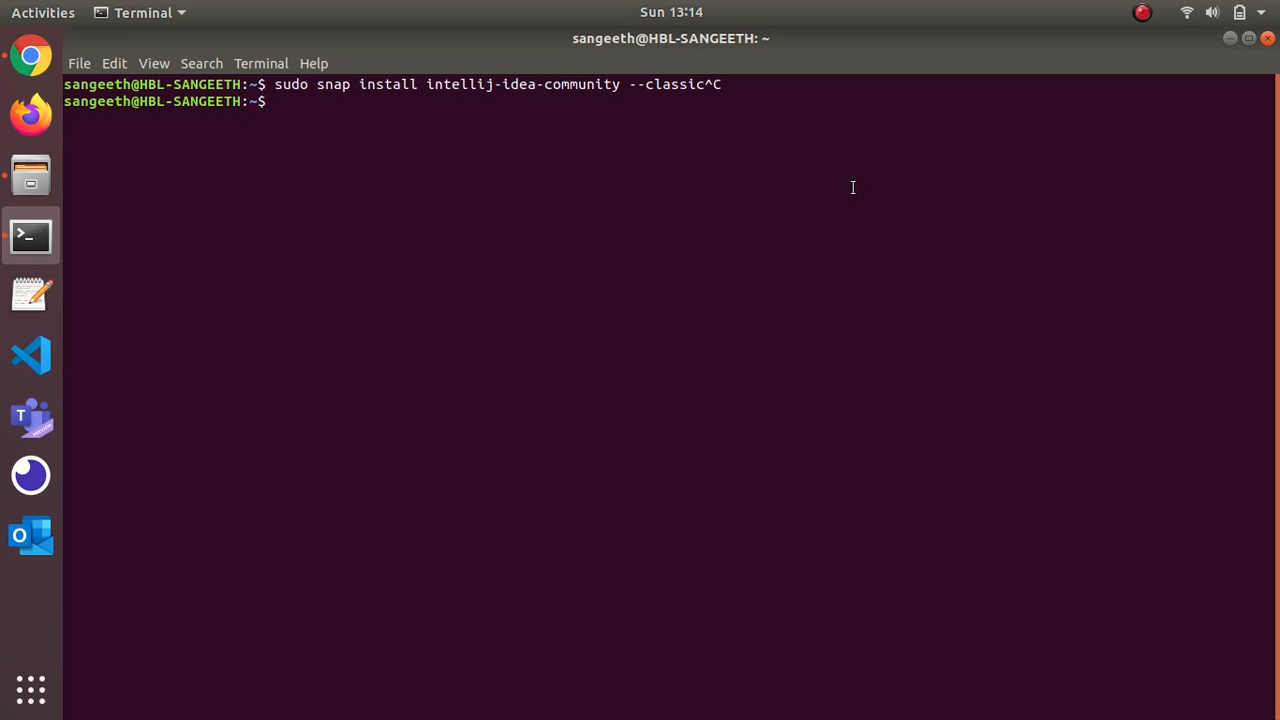 Activities Terminal Sun 13:14
sangeeth@HBL-SANGEETH: ~
File Edit View Search Terminal Help
sangeeth@HBL-SANGEETH:~$ sudo snap install intellij-idea-community --classic^C
sangeeth@HBL-SANGEETH:~$
>_
T
PREVIEW
O